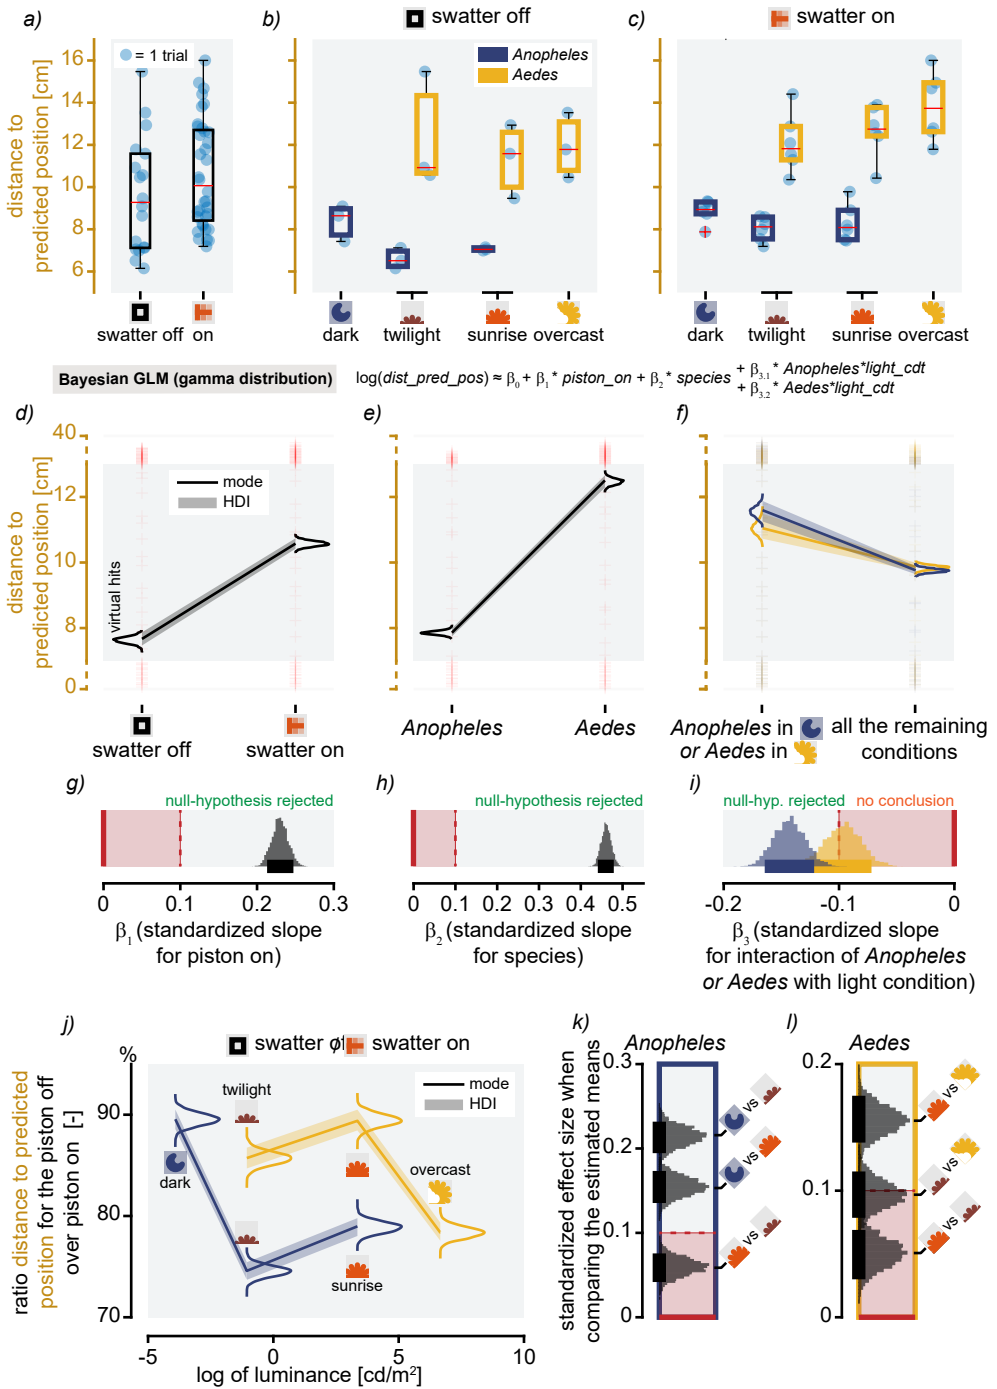 a)
b)
swatter off
c)
swatter on
distance to
predicted position [cm]
16
14
12
10
8
6
= 1 trial
Anopheles
Aedes
swatter off on
dark
twilight
sunrise
overcast
dark
twilight
sunrise
overcast
Bayesian GLM (gamma distribution)
log(dist_pred_pos) ≈ β0 + β1* piston_on + β2* species + β3.1* Anopheles*light_cdt
+ β3.2* Aedes*light_cdt
d)
e)
f)
distance to
predicted position [cm]
40
12
10
8
0
mode
HDI
virtual hits
swatter off
swatter on
Anopheles
Aedes
Anopheles in
or Aedes in
all the remaining
conditions
g)
null-hypothesis rejected
0 0.1 0.2 0.3
β1 (standardized slope
for piston on)
h)
null-hypothesis rejected
0 0.1 0.2 0.3 0.4 0.5
β2 (standardized slope
for species)
i)
null-hyp. rejected
no conclusion
-0.2 -0.1 0
β3 (standardized slope
for interaction of Anopheles
or Aedes with light condition)
j)
swatter off
swatter on
ratio distance to predicted
position for the piston off
over piston on [-]
%
90
80
70
twilight
mode
HDI
dark
overcast
sunrise
-5 0 5 10
log of luminance [cd/m2]
k)
Anopheles
standardized effect size when
comparing the estimated means
0.3
0.2
0.1
0
vs
vs
vs
l)
Aedes
0.2
0.1
0
vs
vs
vs